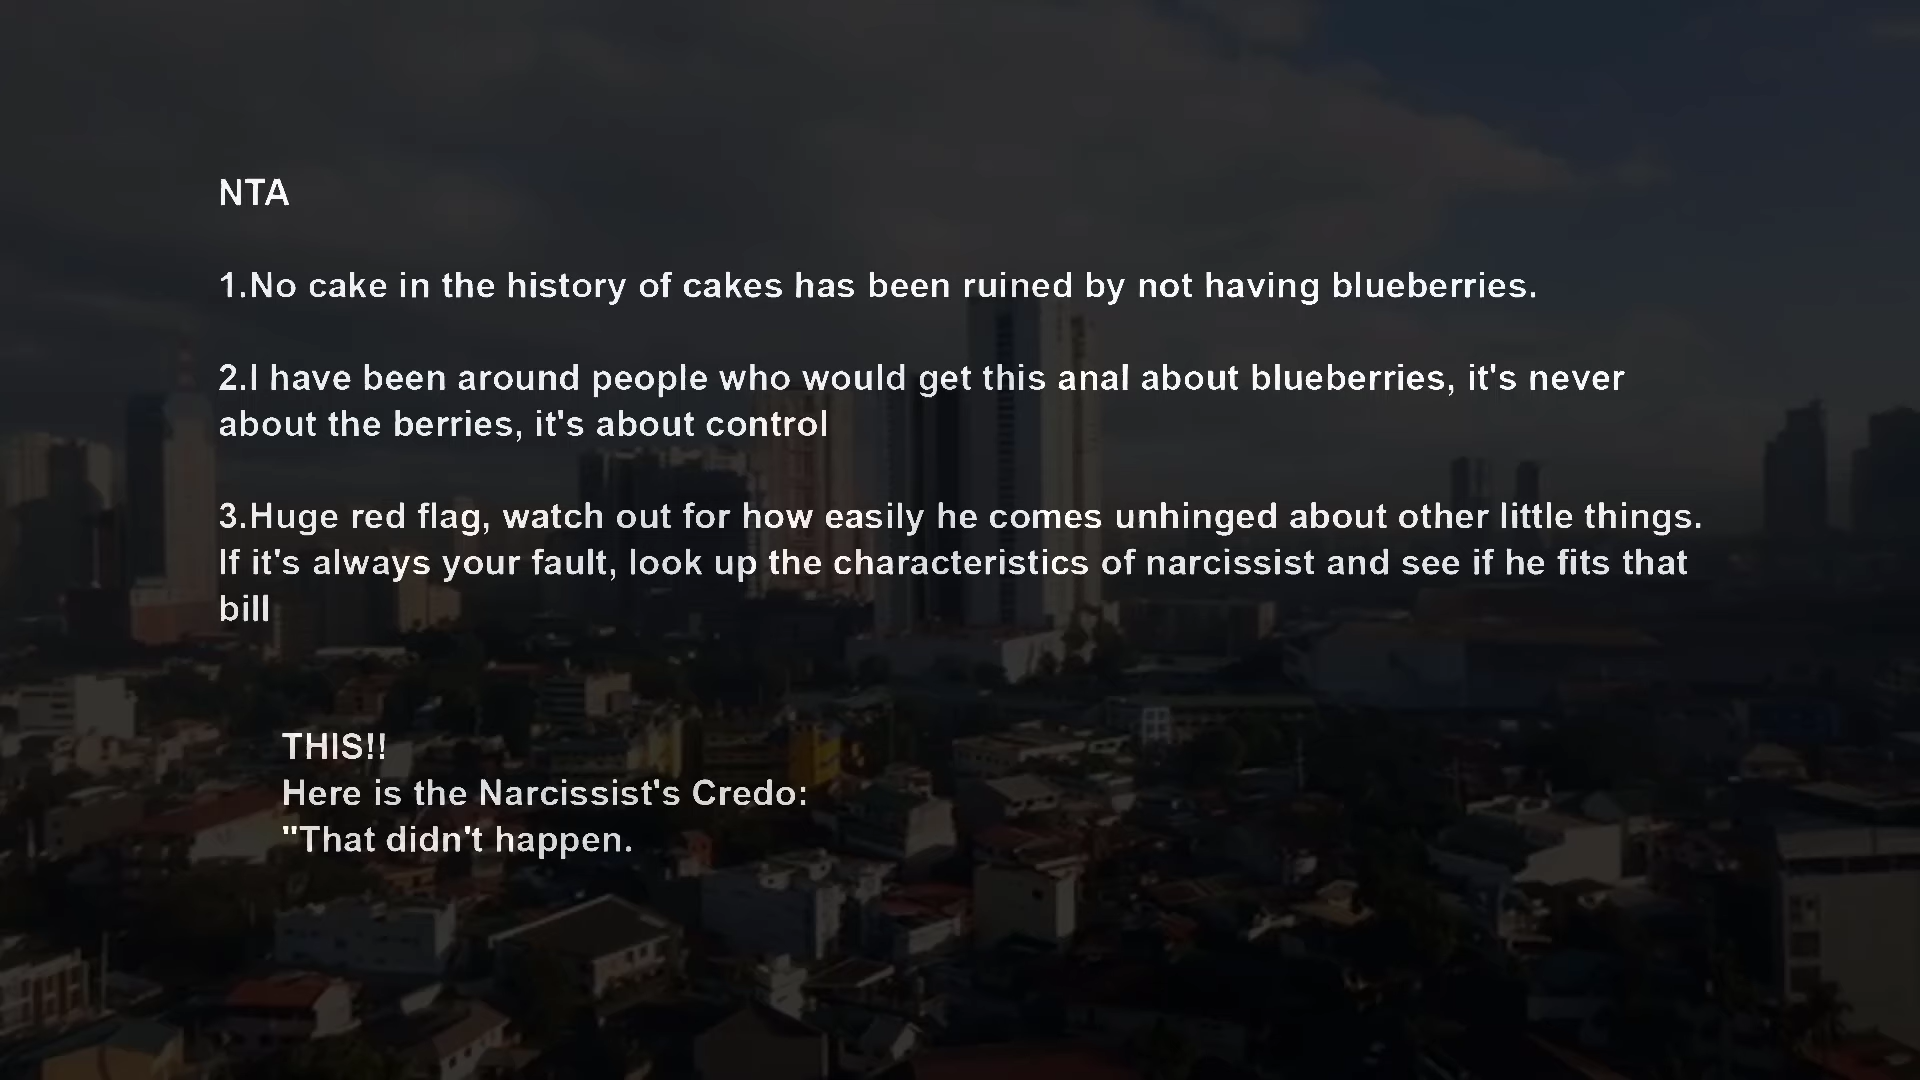 NTA
1.No cake in the history of cakes has been ruined by not having blueberries.
2.I have been around people who would get this anal about blueberries, it's never
about the berries, it's about control
3.Huge red flag, watch out for how easily he comes unhinged about other little things.
If it's always your fault, look up the characteristics of narcissist and see if he fits that
bill
THIS!!
Here is the Narcissist's Credo:
"That didn't happen.